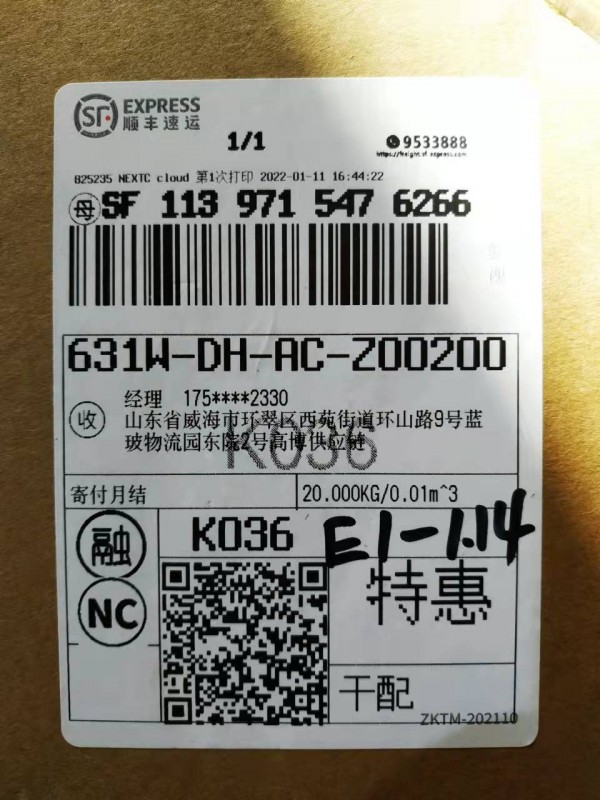 SF EXPRESS
顺丰速运
1/1
9533888
https://freight.sf-express.com
825235 NEXTC cloud 第1次打印 2022-01-11 16:44:22
母 SF 113 971 547 6266
631W-DH-AC-Z00200
经理 175****2330
收 山东省威海市环翠区西苑街道环山路9号蓝
玻物流园东院2号高博供应链
K036
寄付月结 20.000KG/0.01m^3
融 K036 E1-1.14
NC 特惠
干配
ZKTM-202110